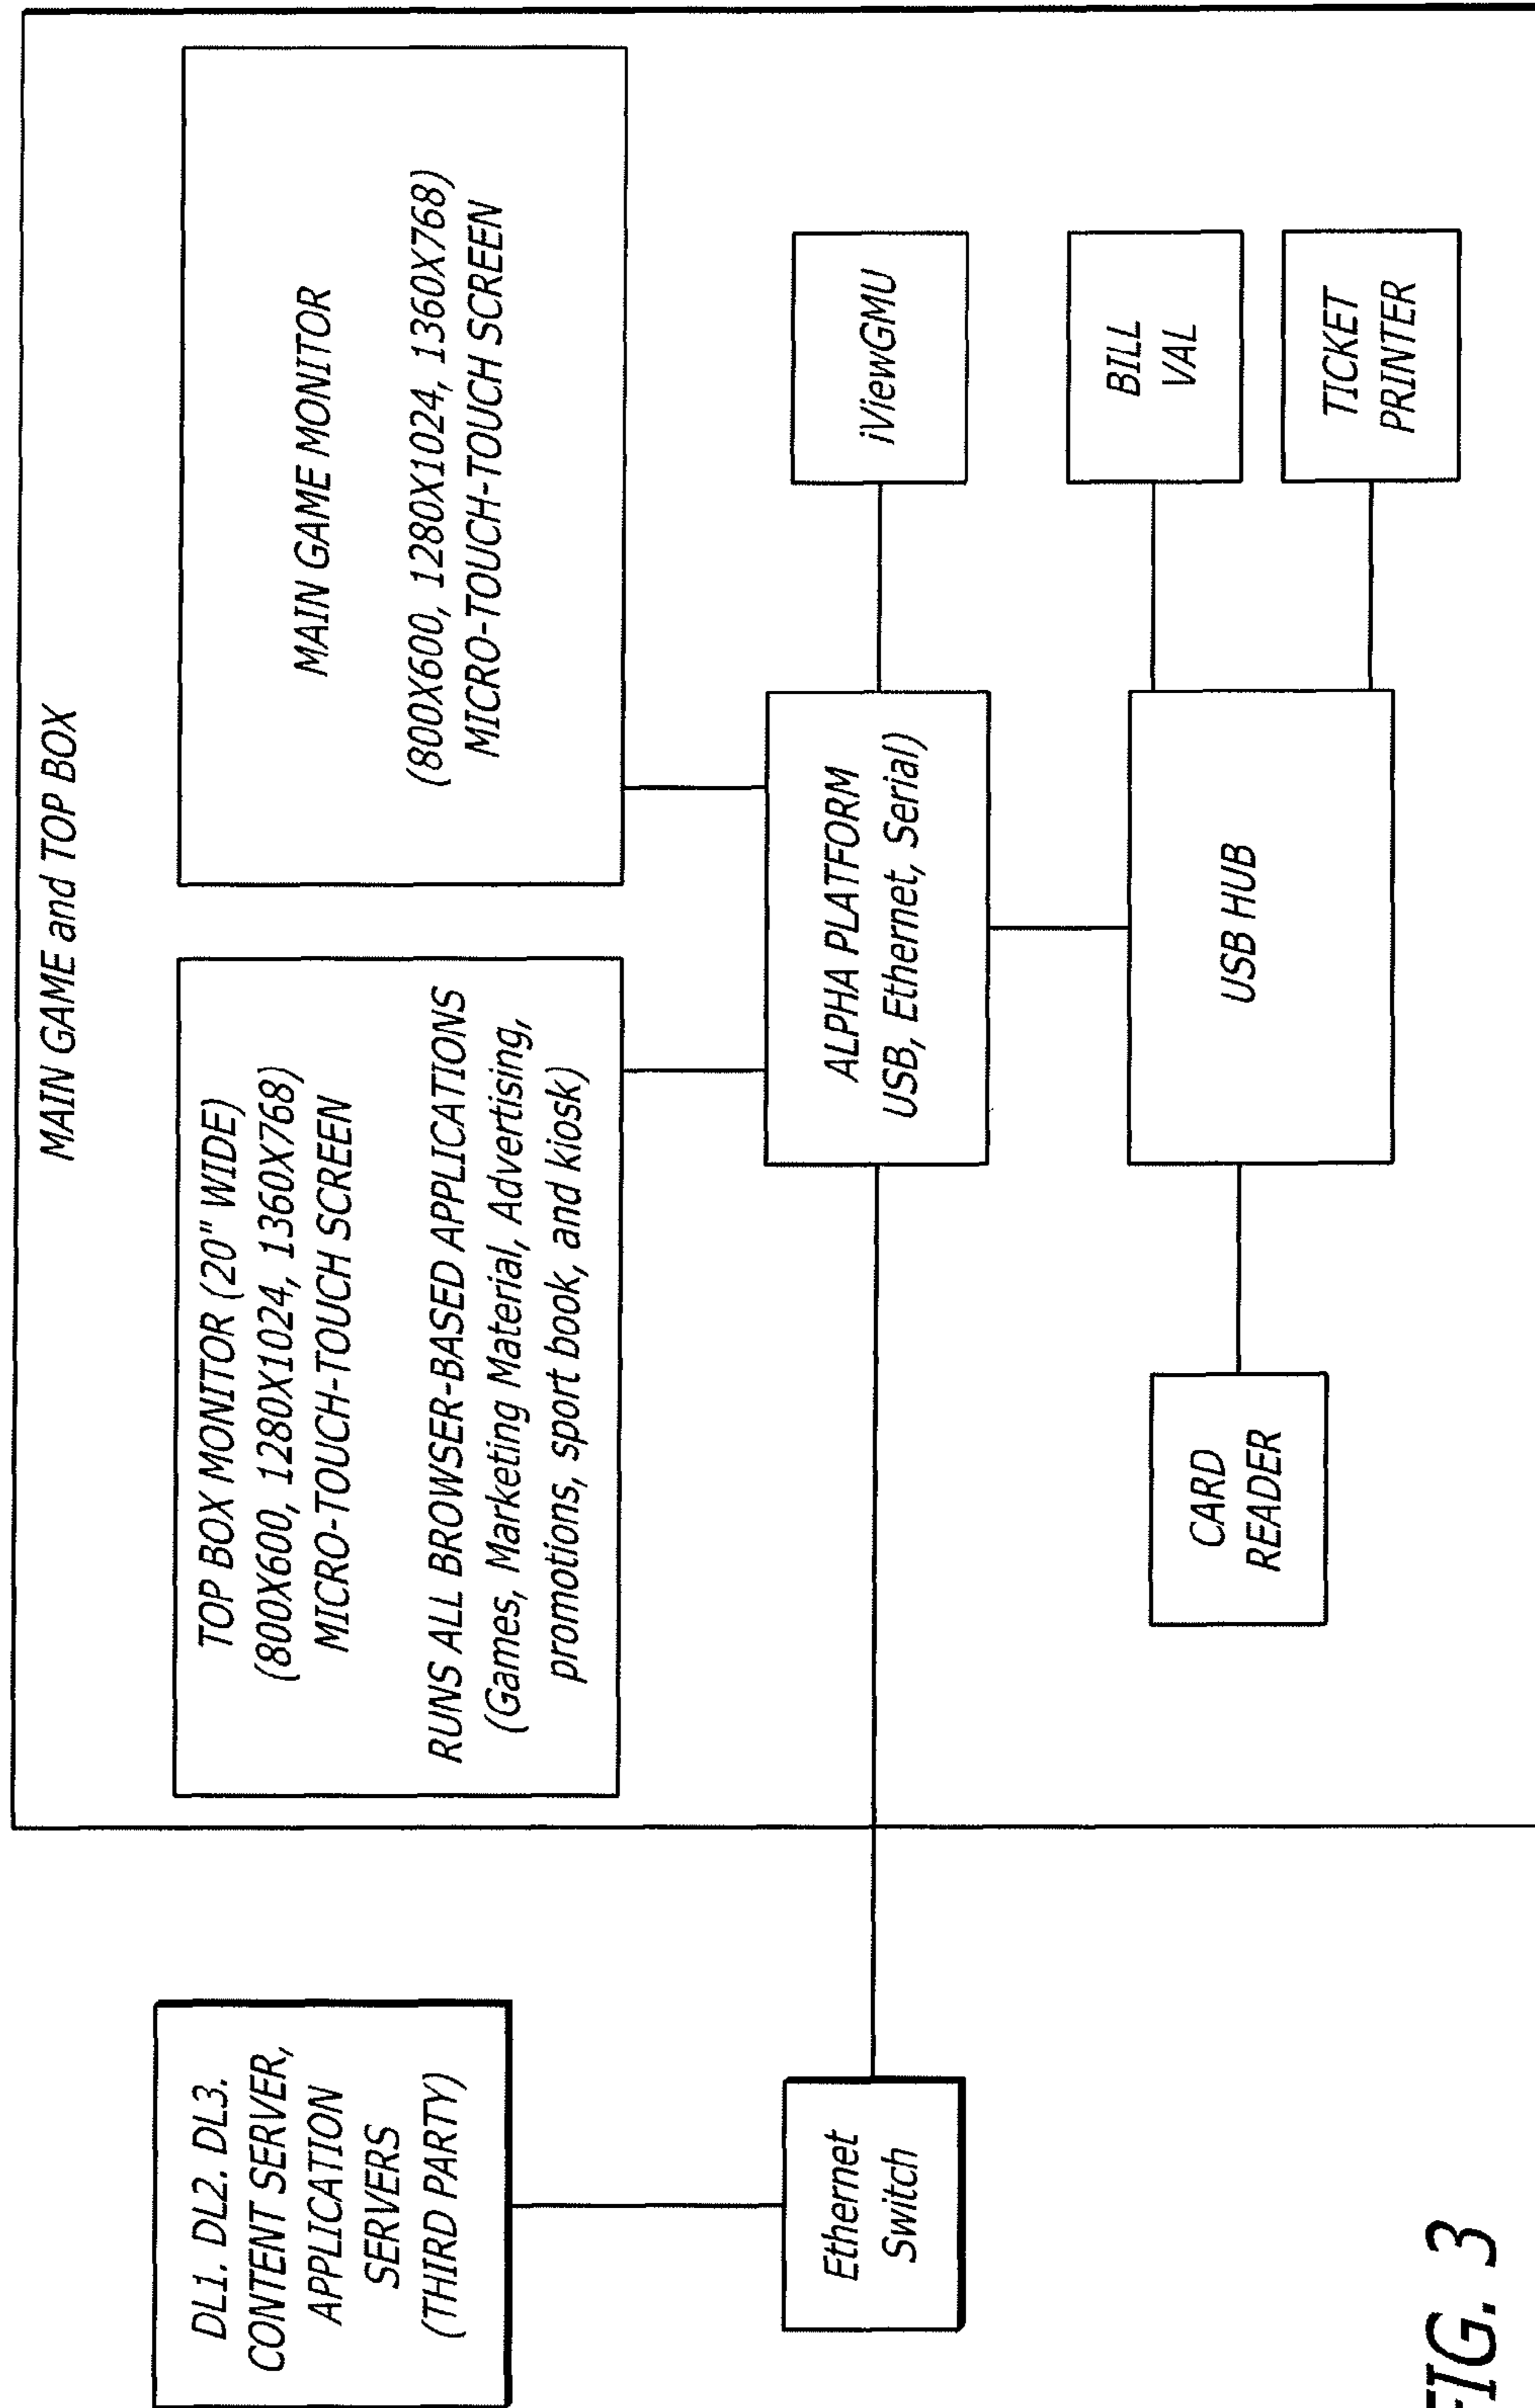 MAIN GAME and TOP BOX
DL1. DL2. DL3.
CONTENT SERVER,
APPLICATION
SERVERS
(THIRD PARTY)
TOP BOX MONITOR (20" WIDE)
(800X600, 1280X1024, 1360X768)
MICRO-TOUCH-TOUCH SCREEN
RUNS ALL BROWSER-BASED APPLICATIONS
(Games, Marketing Material, Advertising,
promotions, sport book, and kiosk)
MAIN GAME MONITOR
(800X600, 1280X1024, 1360X768)
MICRO-TOUCH-TOUCH SCREEN
Ethernet
Switch
ALPHA PLATFORM
USB, Ethernet, Serial)
iViewGMU
CARD
READER
USB HUB
BILL
VAL
TICKET
PRINTER
FIG. 3